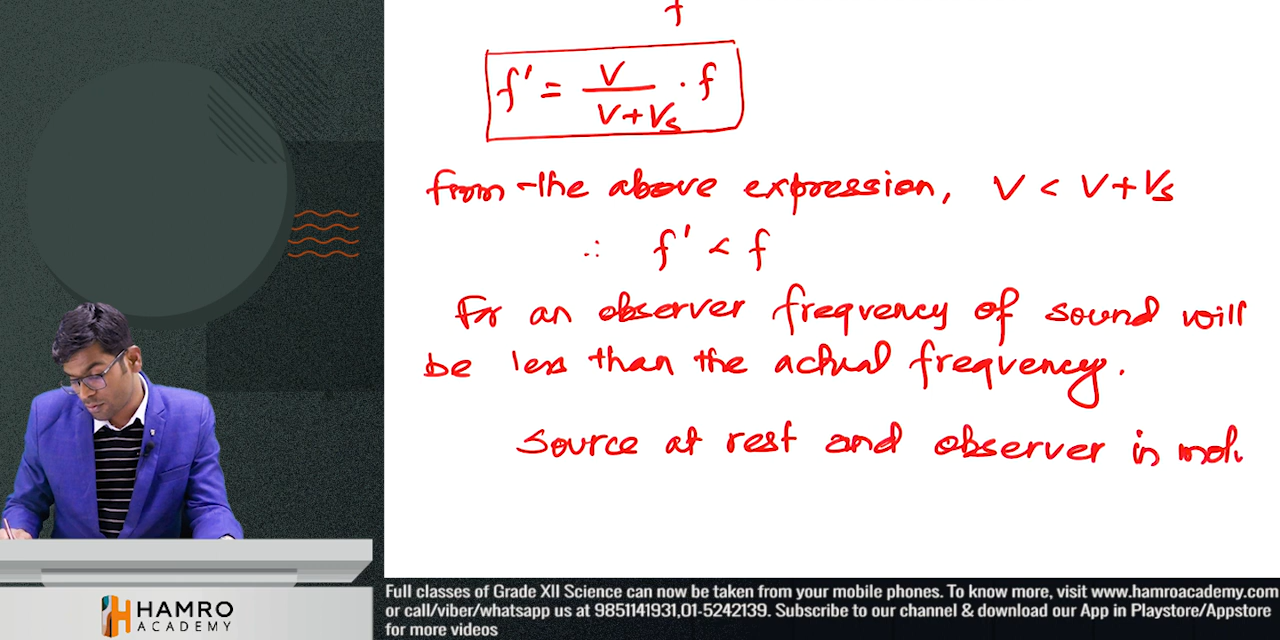 f
f' = V / V+Vs · f
from the above expression, V < V+Vs
∴ f' < f
For an observer frequency of sound will
be less than the actual frequency.
Source at rest and observer in moti
HAMRO
ACADEMY
Full classes of Grade XII Science can now be taken from your mobile phones. To know more, visit www.hamroacademy.com
or call/viber/whatsapp us at 9851141931,01-5242139. Subscribe to our channel & download our App in Playstore/Appstore
for more videos